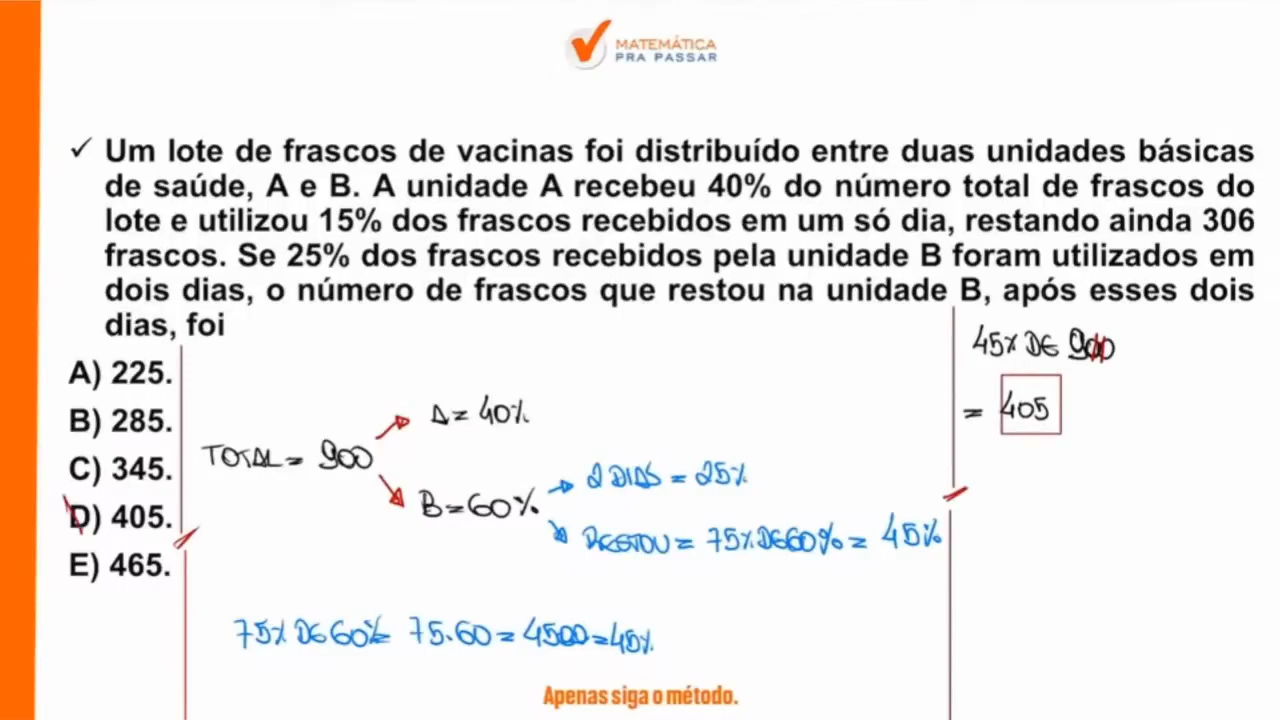 MATEMÁTICA
PRA PASSAR
✓ Um lote de frascos de vacinas foi distribuído entre duas unidades básicas
de saúde, A e B. A unidade A recebeu 40% do número total de frascos do
lote e utilizou 15% dos frascos recebidos em um só dia, restando ainda 306
frascos. Se 25% dos frascos recebidos pela unidade B foram utilizados em
dois dias, o número de frascos que restou na unidade B, após esses dois
dias, foi
A) 225.
B) 285.
C) 345.
D) 405.
E) 465.
TOTAL = 900
A = 40%
B = 60%
2 DIAS = 25%
RESTOU = 75% DE 60% = 45%
75% DE 60% = 75.60 = 4500 = 45%
45% DE 900
= 405
Apenas siga o método.